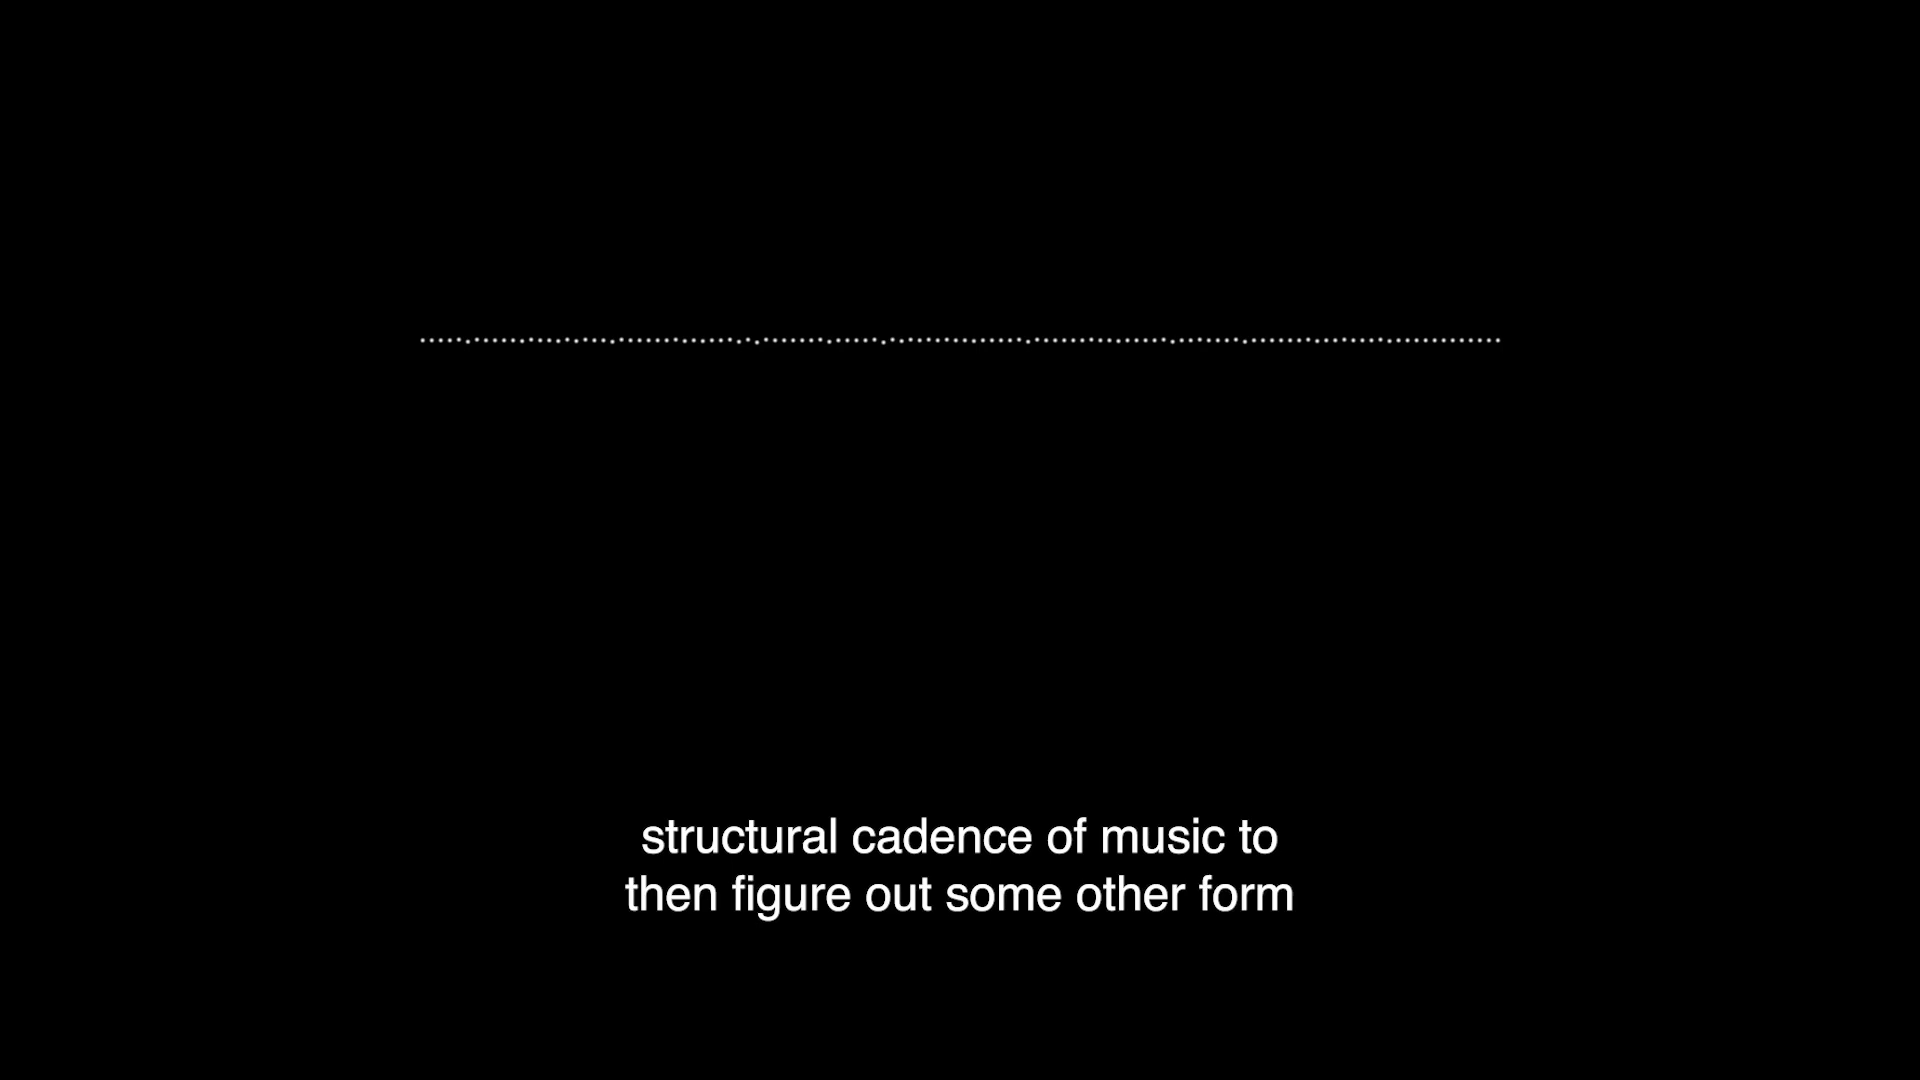 structural cadence of music to
then figure out some other form